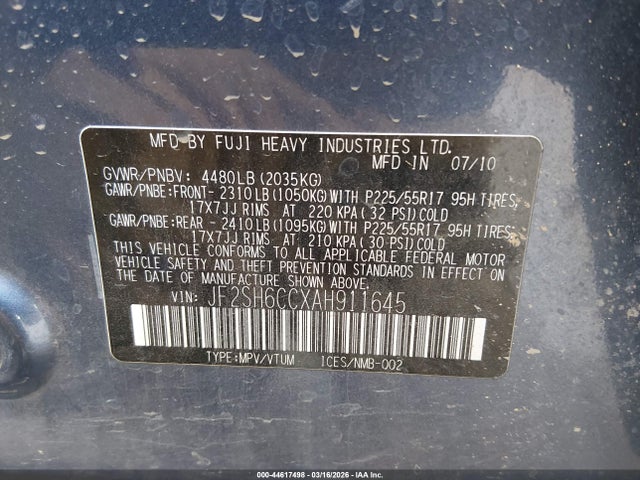 MFD BY FUJI HEAVY INDUSTRIES LTD.
MFD IN 07/10
GVWR/PNBV: 4480LB (2035KG)
GAWR/PNBE:FRONT- 2310LB (1050KG) WITH P225/55R17 95H TIRES;
17X7JJ RIMS AT 220 KPA (32 PSI) COLD
GAWR/PNBE:REAR - 2410LB (1095KG) WITH P225/55R17 95H TIRES;
17X7JJ RIMS AT 210 KPA (30 PSI) COLD
THIS VEHICLE CONFORMS TO ALL APPLICABLE FEDERAL MOTOR
VEHICLE SAFETY AND THEFT PREVENTION STANDARDS IN EFFECT ON THE
DATE OF MANUFACTURE SHOWN ABOVE.
VIN: JF2SH6CCXAH911645
TYPE:MPV/VTUM 1CES/NMB-002
000-44617498 - 03/16/2026 - IAAI Inc.